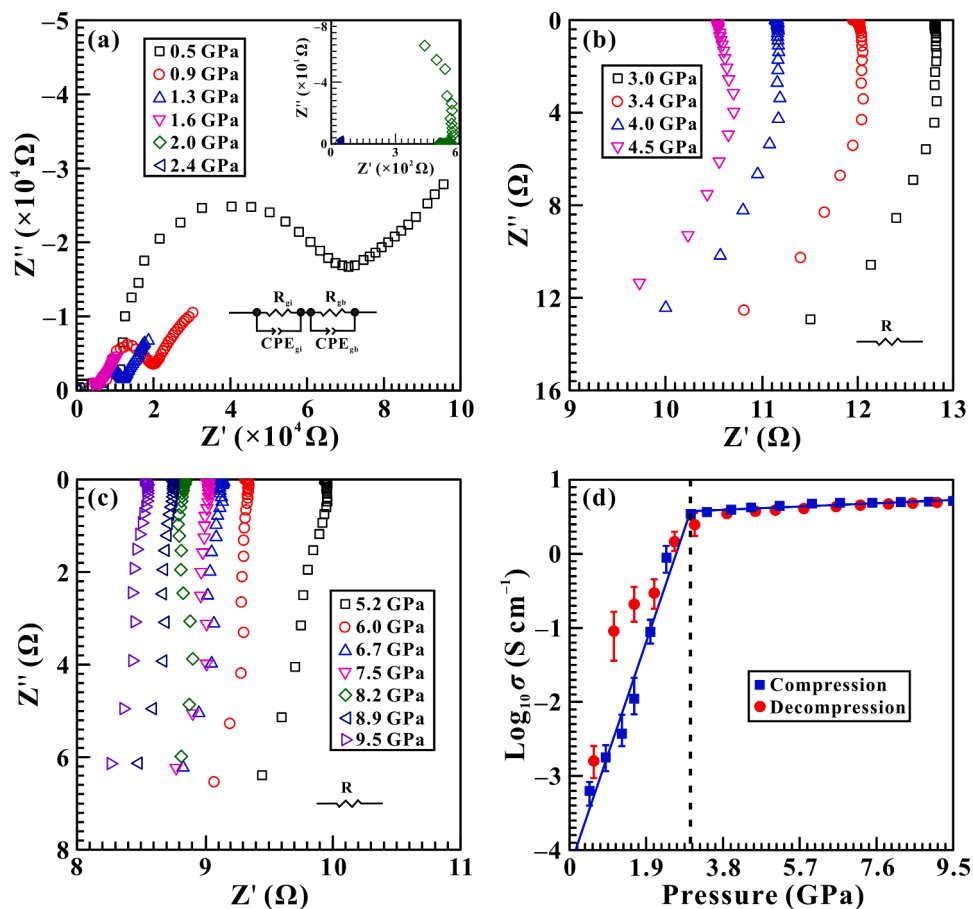 (a)
0.5 GPa
0.9 GPa
1.3 GPa
1.6 GPa
2.0 GPa
2.4 GPa
−5
−4
−3
−2
−1
0
Z'' (×10⁴ Ω)
0 2 4 6 8 10
Z' (×10⁴ Ω)
−8
−4
0
Z'' (×10¹ Ω)
0 2 4 6
Z' (×10² Ω)
R_gi R_gb
CPE_gi CPE_gb
(b)
3.0 GPa
3.4 GPa
4.0 GPa
4.5 GPa
0
4
8
12
16
Z'' (Ω)
R
9 10 11 12 13
Z' (Ω)
(c)
5.2 GPa
6.0 GPa
6.7 GPa
7.5 GPa
8.2 GPa
8.9 GPa
9.5 GPa
0
2
4
6
8
Z'' (Ω)
R
8 9 10 11
Z' (Ω)
(d)
1
0
−1
−2
−3
−4
Log₁₀ σ (S cm⁻¹)
Compression
Decompression
0 1.9 3.8 5.7 7.6 9.5
Pressure (GPa)